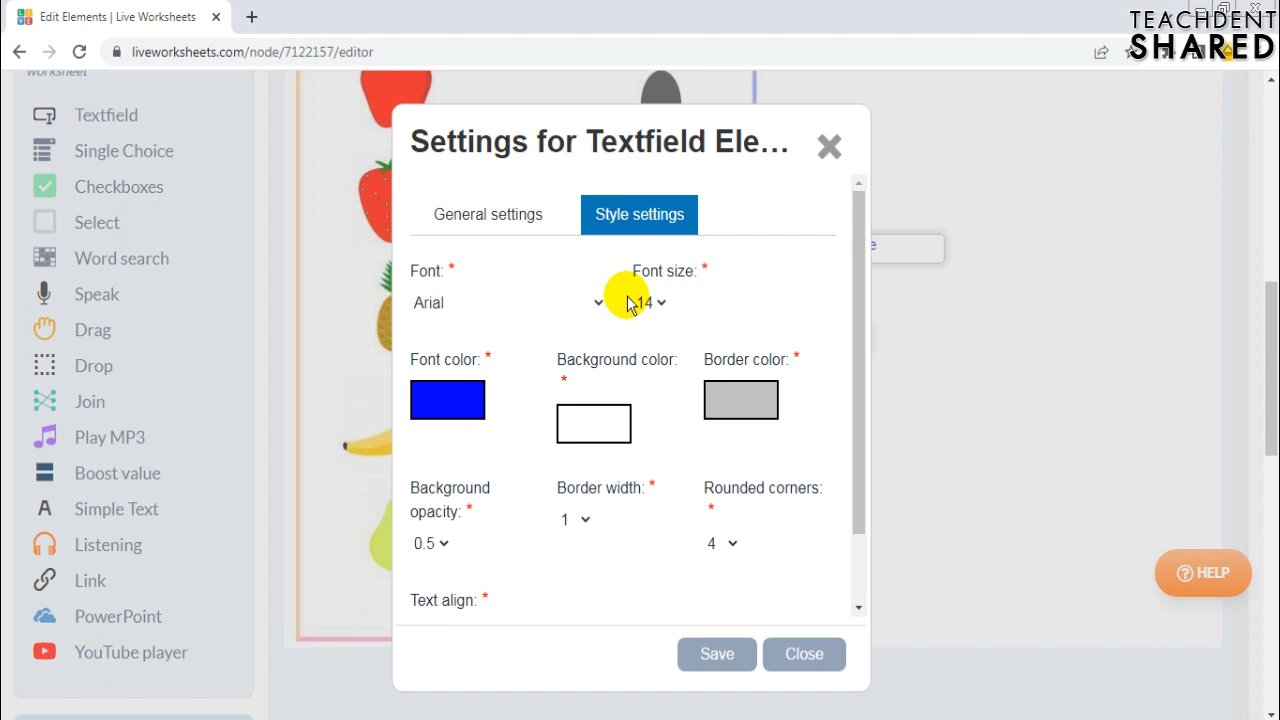 Edit Elements | Live Worksheets
TEACHDENT
SHARED
liveworksheets.com/node/7122157/editor
worksheet
Textfield
Single Choice
Checkboxes
Select
Word search
Speak
Drag
Drop
Join
Play MP3
Boost value
Simple Text
Listening
Link
PowerPoint
YouTube player
Settings for Textfield Ele...
General settings
Style settings
Font: *
Font size: *
Arial
14
Font color: *
Background color:
*
Border color: *
Background
opacity: *
Border width: *
Rounded corners:
*
0.5
1
4
Text align: *
Save
Close
HELP